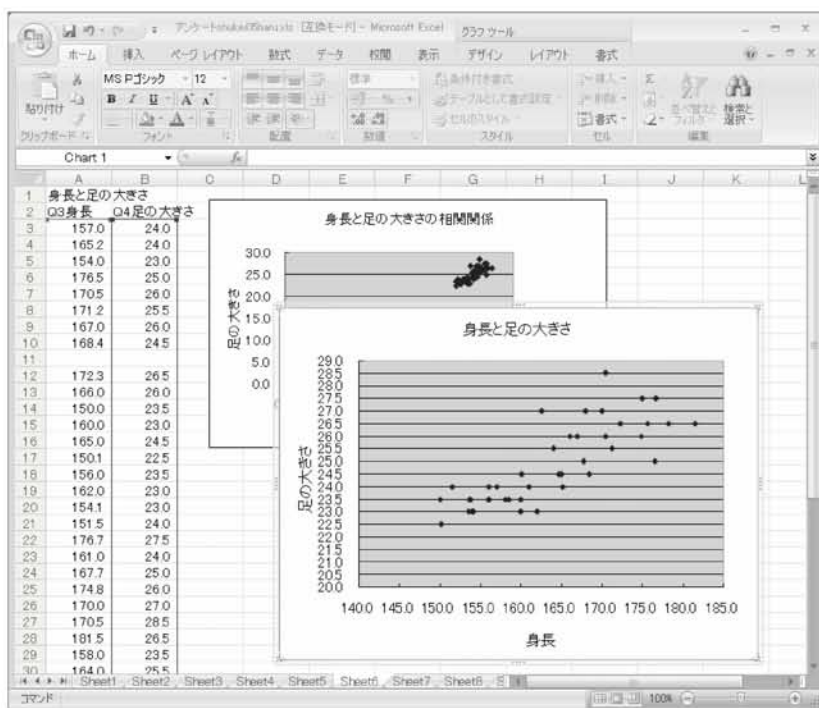 アンケートshukei05haru.xls [互換モード] - Microsoft Excel グラフ ツール
ホーム 挿入 ページ レイアウト 数式 データ 校閲 表示 デザイン レイアウト 書式
貼り付け MS Pゴシック 12 標準 条件付き書式 挿入 Σ
B I U A A % テーブルとして書式設定 削除 並べ替えと フィルター 検索と 選択
セルのスタイル 書式
クリップボード フォント 配置 数値 スタイル セル 編集
Chart 1 fx
A B C D E F G H I J K L
1 身長と足の大きさ
2 Q3身長 Q4足の大きさ
3 157.0 24.0
4 165.2 24.0
5 154.0 23.0
6 176.5 25.0
7 170.5 26.0
8 171.2 25.5
9 167.0 26.0
10 168.4 24.5
11
12 172.3 26.5
13 166.0 26.0
14 150.0 23.5
15 160.0 23.0
16 165.0 24.5
17 150.1 22.5
18 156.0 23.5
19 162.0 23.0
20 154.1 23.0
21 151.5 24.0
22 176.7 27.5
23 161.0 24.0
24 167.7 25.0
25 174.8 26.0
26 170.0 27.0
27 170.5 28.5
28 181.5 26.5
29 158.0 23.5
30 164.0 25.5
身長と足の大きさの相関関係
足の大きさ
30.0
25.0
20.0
15.0
10.0
5.0
0.0
身長と足の大きさ
足の大きさ
29.0
28.5
28.0
27.5
27.0
26.5
26.0
25.5
25.0
24.5
24.0
23.5
23.0
22.5
22.0
21.5
21.0
20.5
20.0
140.0 145.0 150.0 155.0 160.0 165.0 170.0 175.0 180.0 185.0
身長
Sheet1 Sheet2 Sheet3 Sheet4 Sheet5 Sheet6 Sheet7 Sheet8 S
コマンド 100%